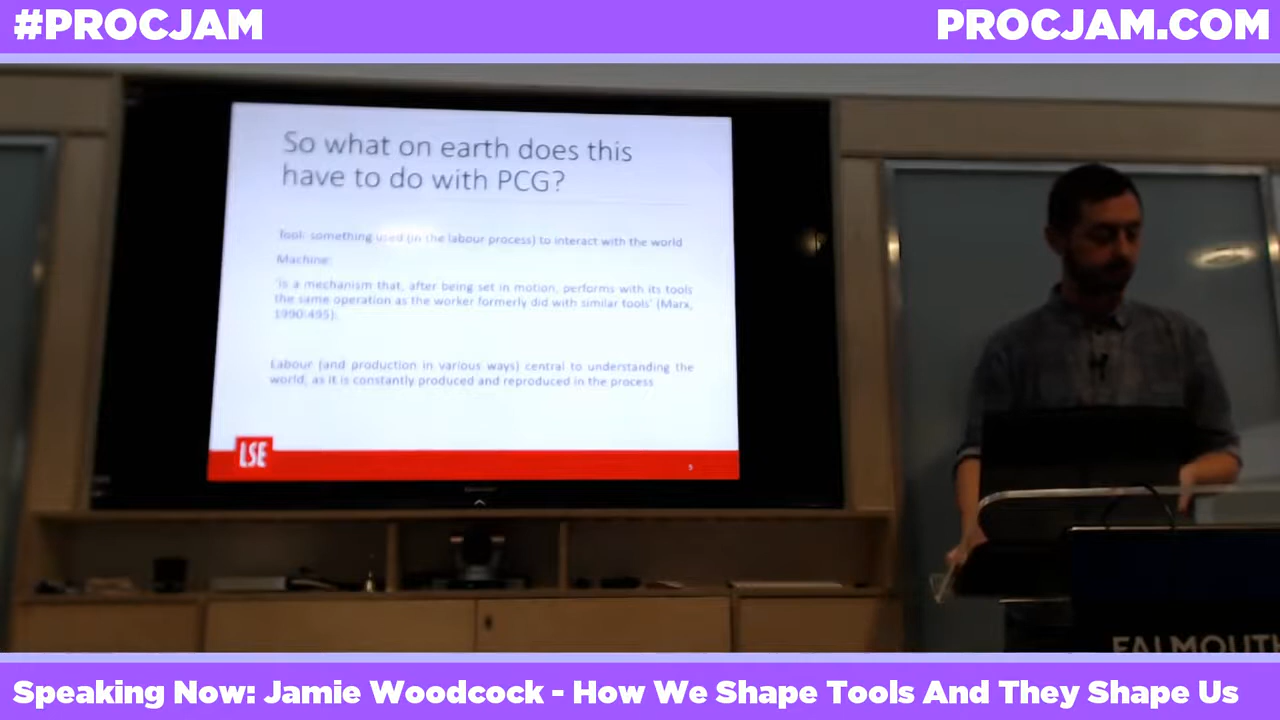 #PROCJAM
PROCJAM.COM
So what on earth does this
have to do with PCG?
Tool: something used (in the labour process) to interact with the world
Machine:
'is a mechanism that, after being set in motion, performs with its tools
the same operation as the worker formerly did with similar tools' (Marx,
1990:495).
Labour (and production in various ways) central to understanding the
world, as it is constantly produced and reproduced in the process
LSE
5
FALMOUTH
Speaking Now: Jamie Woodcock - How We Shape Tools And They Shape Us